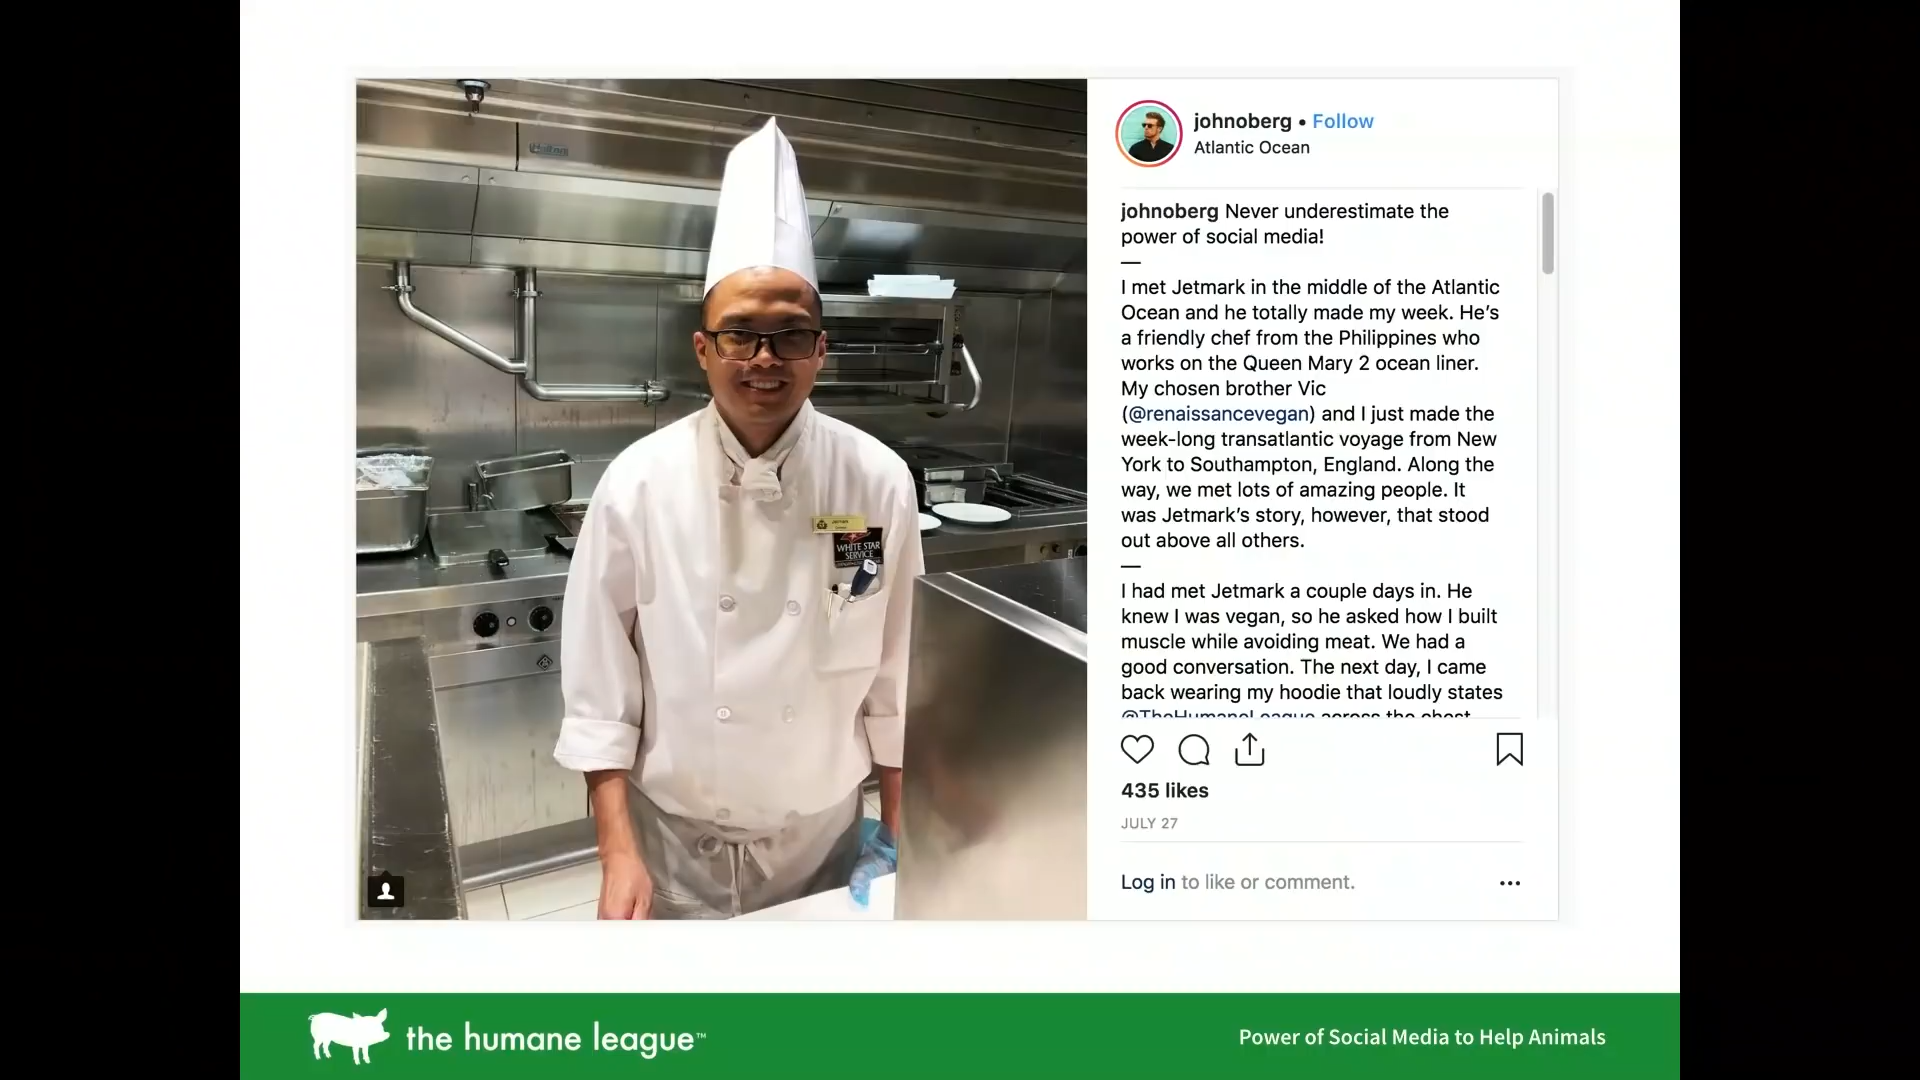 johnoberg • Follow
Atlantic Ocean
johnoberg Never underestimate the
power of social media!
—
I met Jetmark in the middle of the Atlantic
Ocean and he totally made my week. He’s
a friendly chef from the Philippines who
works on the Queen Mary 2 ocean liner.
My chosen brother Vic
(@renaissancevegan) and I just made the
week-long transatlantic voyage from New
York to Southampton, England. Along the
way, we met lots of amazing people. It
was Jetmark’s story, however, that stood
out above all others.
—
I had met Jetmark a couple days in. He
knew I was vegan, so he asked how I built
muscle while avoiding meat. We had a
good conversation. The next day, I came
back wearing my hoodie that loudly states
@TheHumaneLeague across the chest
435 likes
JULY 27
Log in to like or comment.
WHITE STAR
SERVICE
the humane league™
Power of Social Media to Help Animals